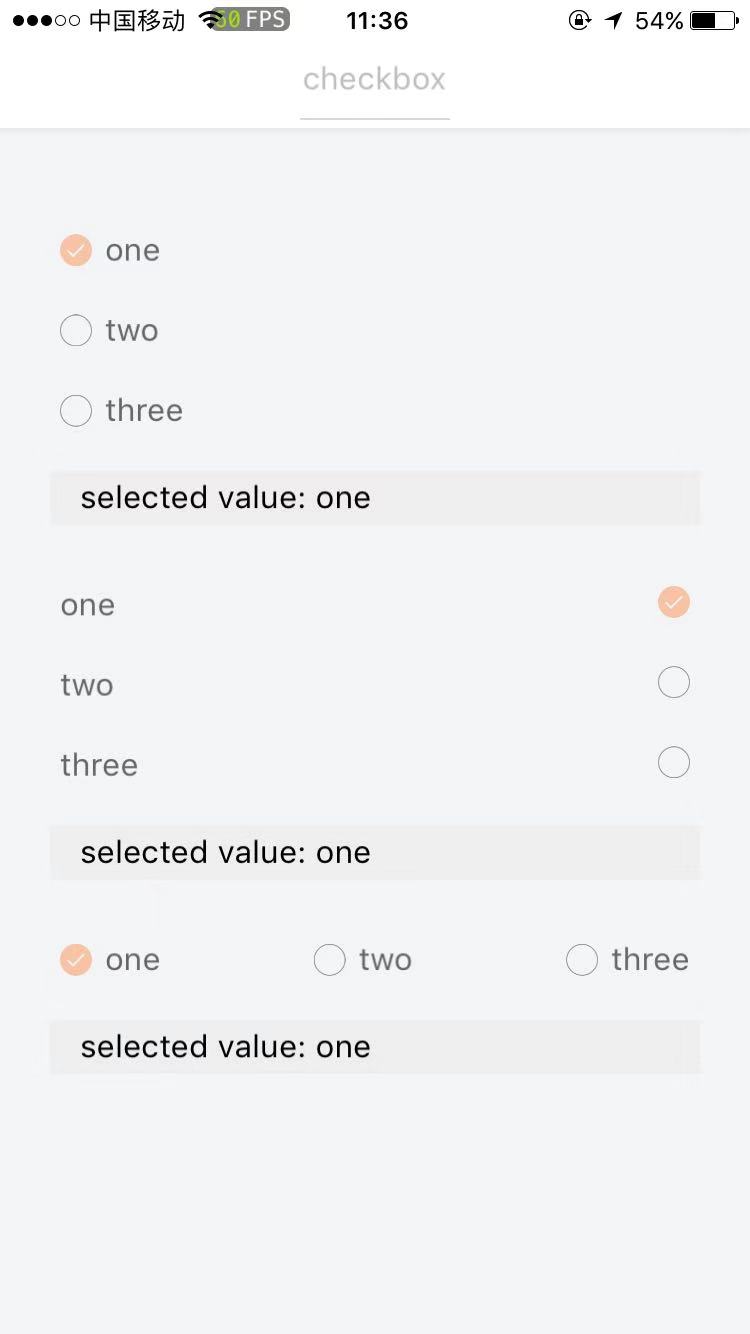 中国移动 60 FPS 11:36 54%
checkbox
one
two
three
selected value: one
one
two
three
selected value: one
one two three
selected value: one